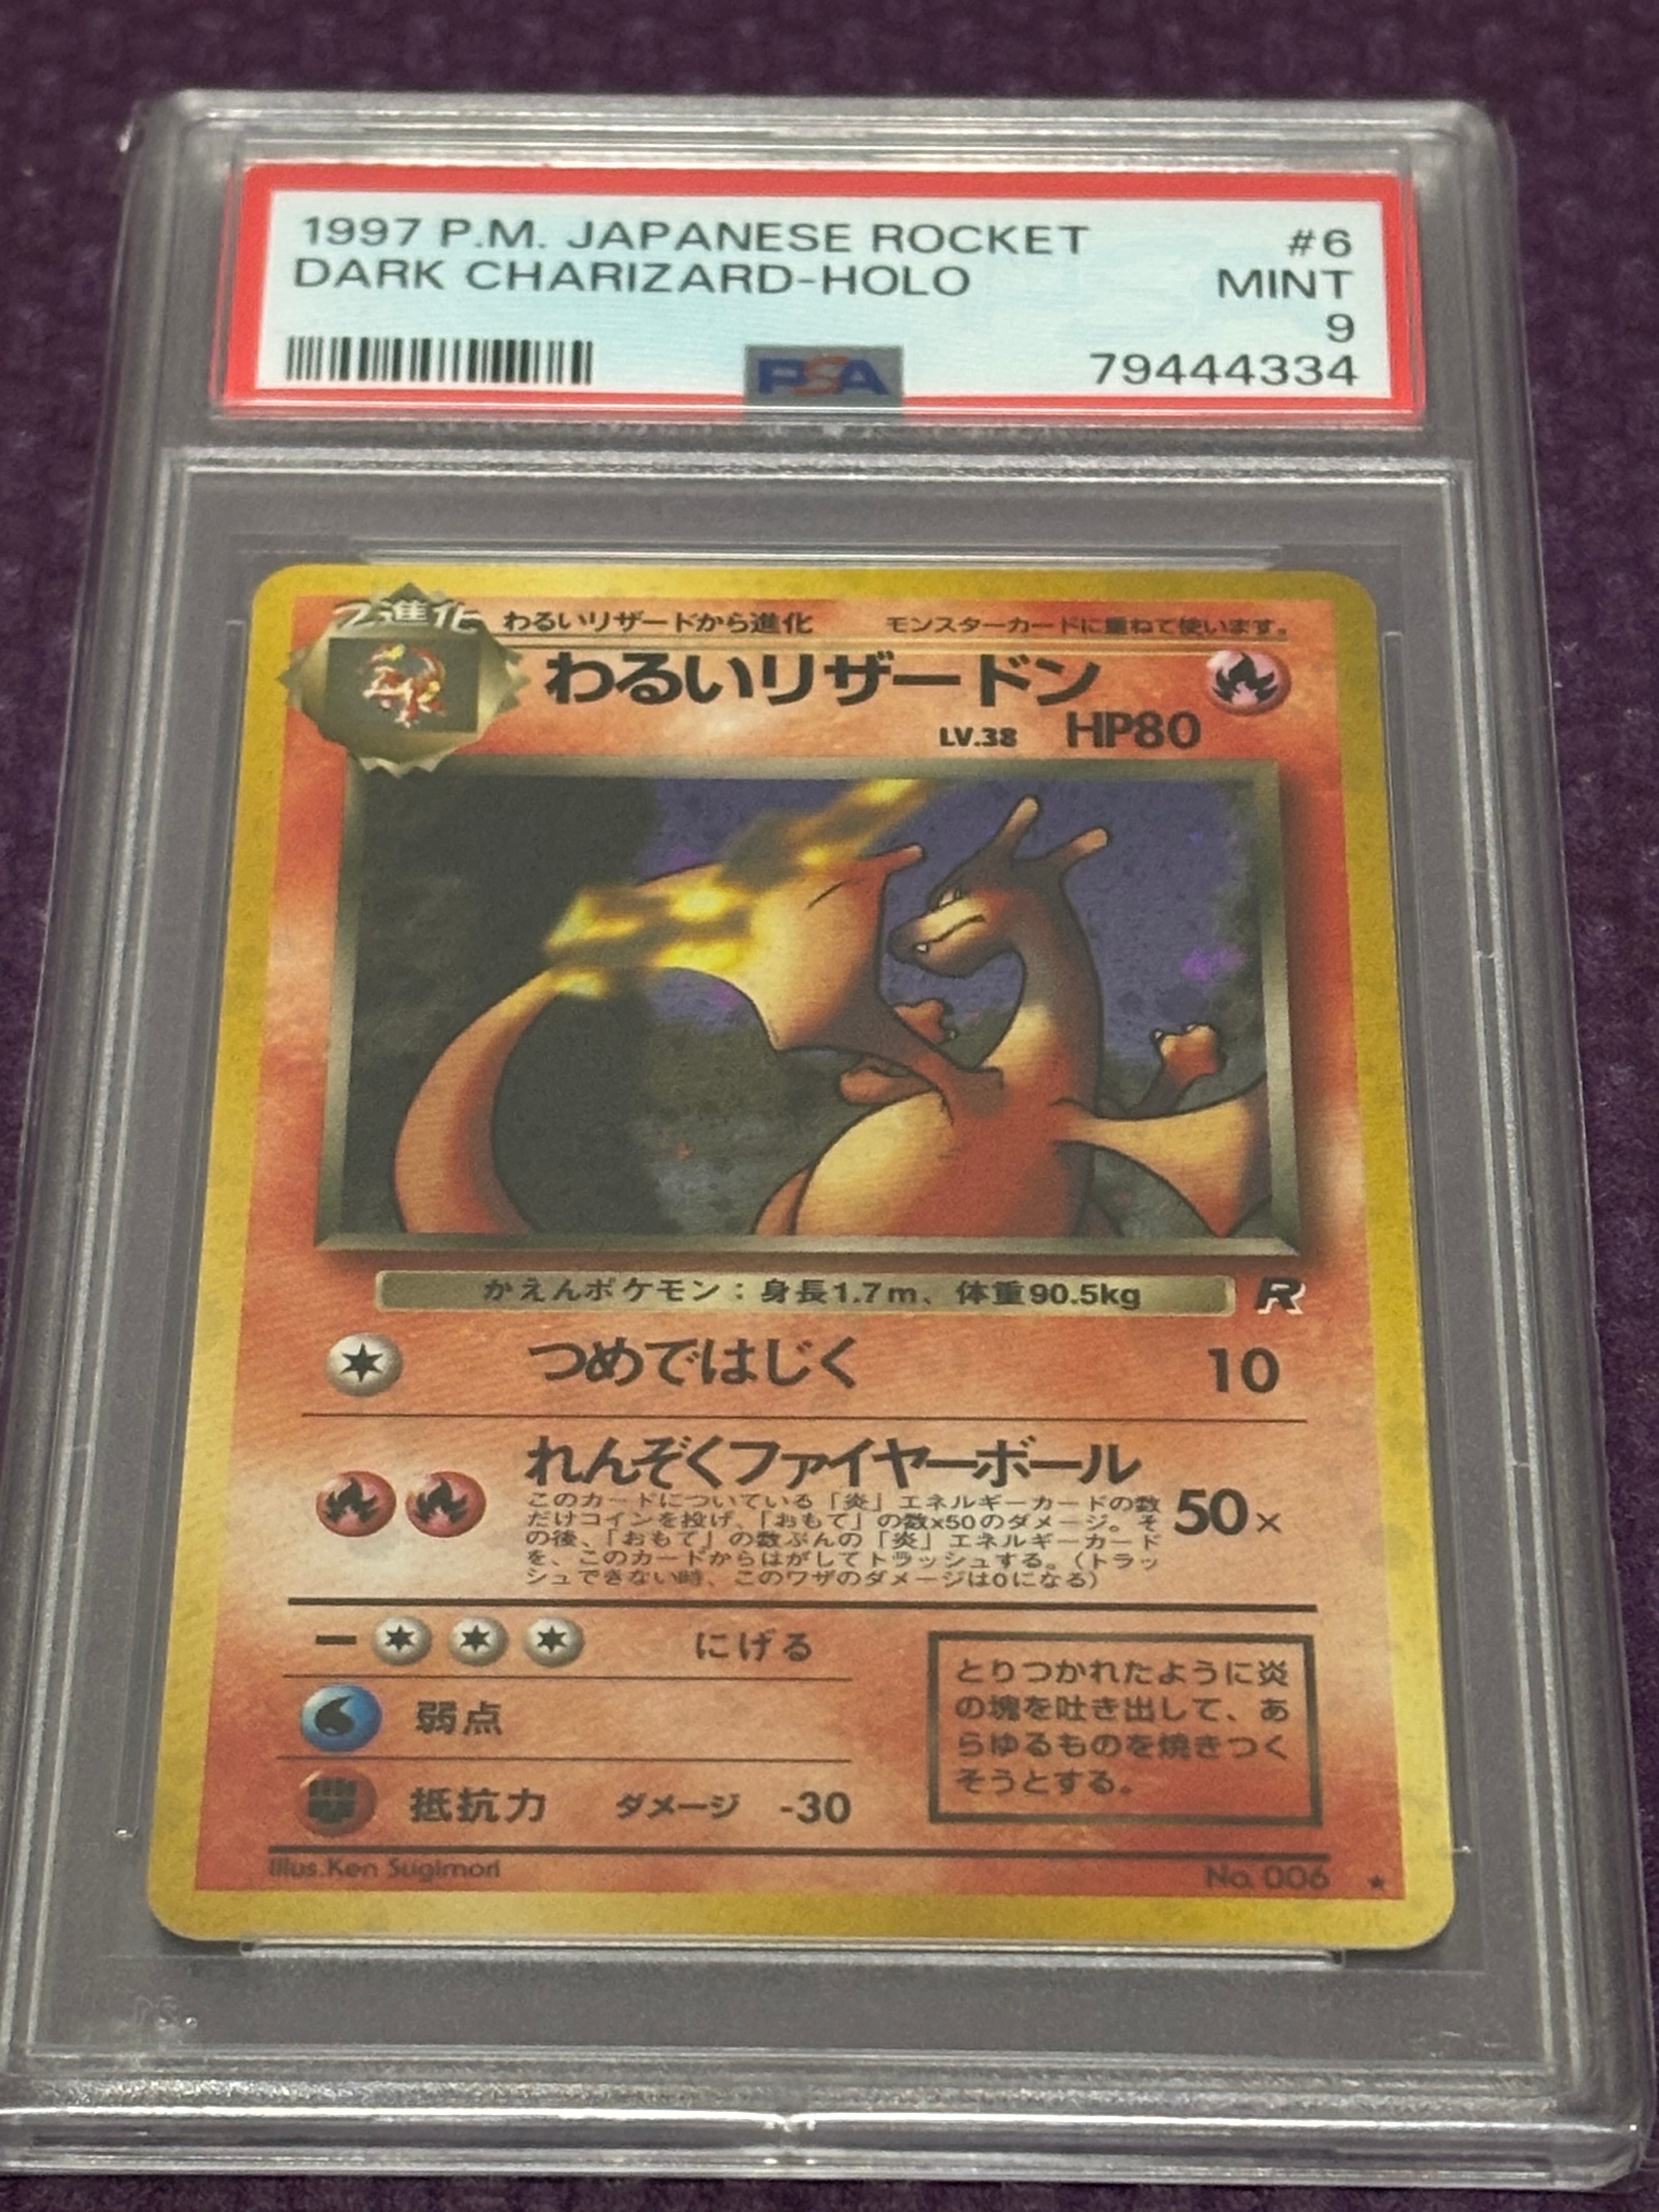 1997 P.M. JAPANESE ROCKET #6
DARK CHARIZARD-HOLO MINT
9
PSA 79444334
2進化 わるいリザードから進化 モンスターカードに重ねて使います。
わるいリザードン
LV.38 HP80
かえんポケモン：身長1.7m、体重90.5kg R
つめではじく 10
れんぞくファイヤーボール
このカードについている「炎」エネルギーカードの数
だけコインを投げ、「おもて」の数×50のダメージ。そ
の後、「おもて」の数ぶんの「炎」エネルギーカード
を、このカードからはがしてトラッシュする。（トラッ
シュできない時、このワザのダメージは0になる）
50×
にげる
弱点
抵抗力 ダメージ -30
とりつかれたように炎
の塊を吐き出して、あ
らゆるものを焼きつく
そうとする。
Illus.Ken Sugimori No. 006 ★